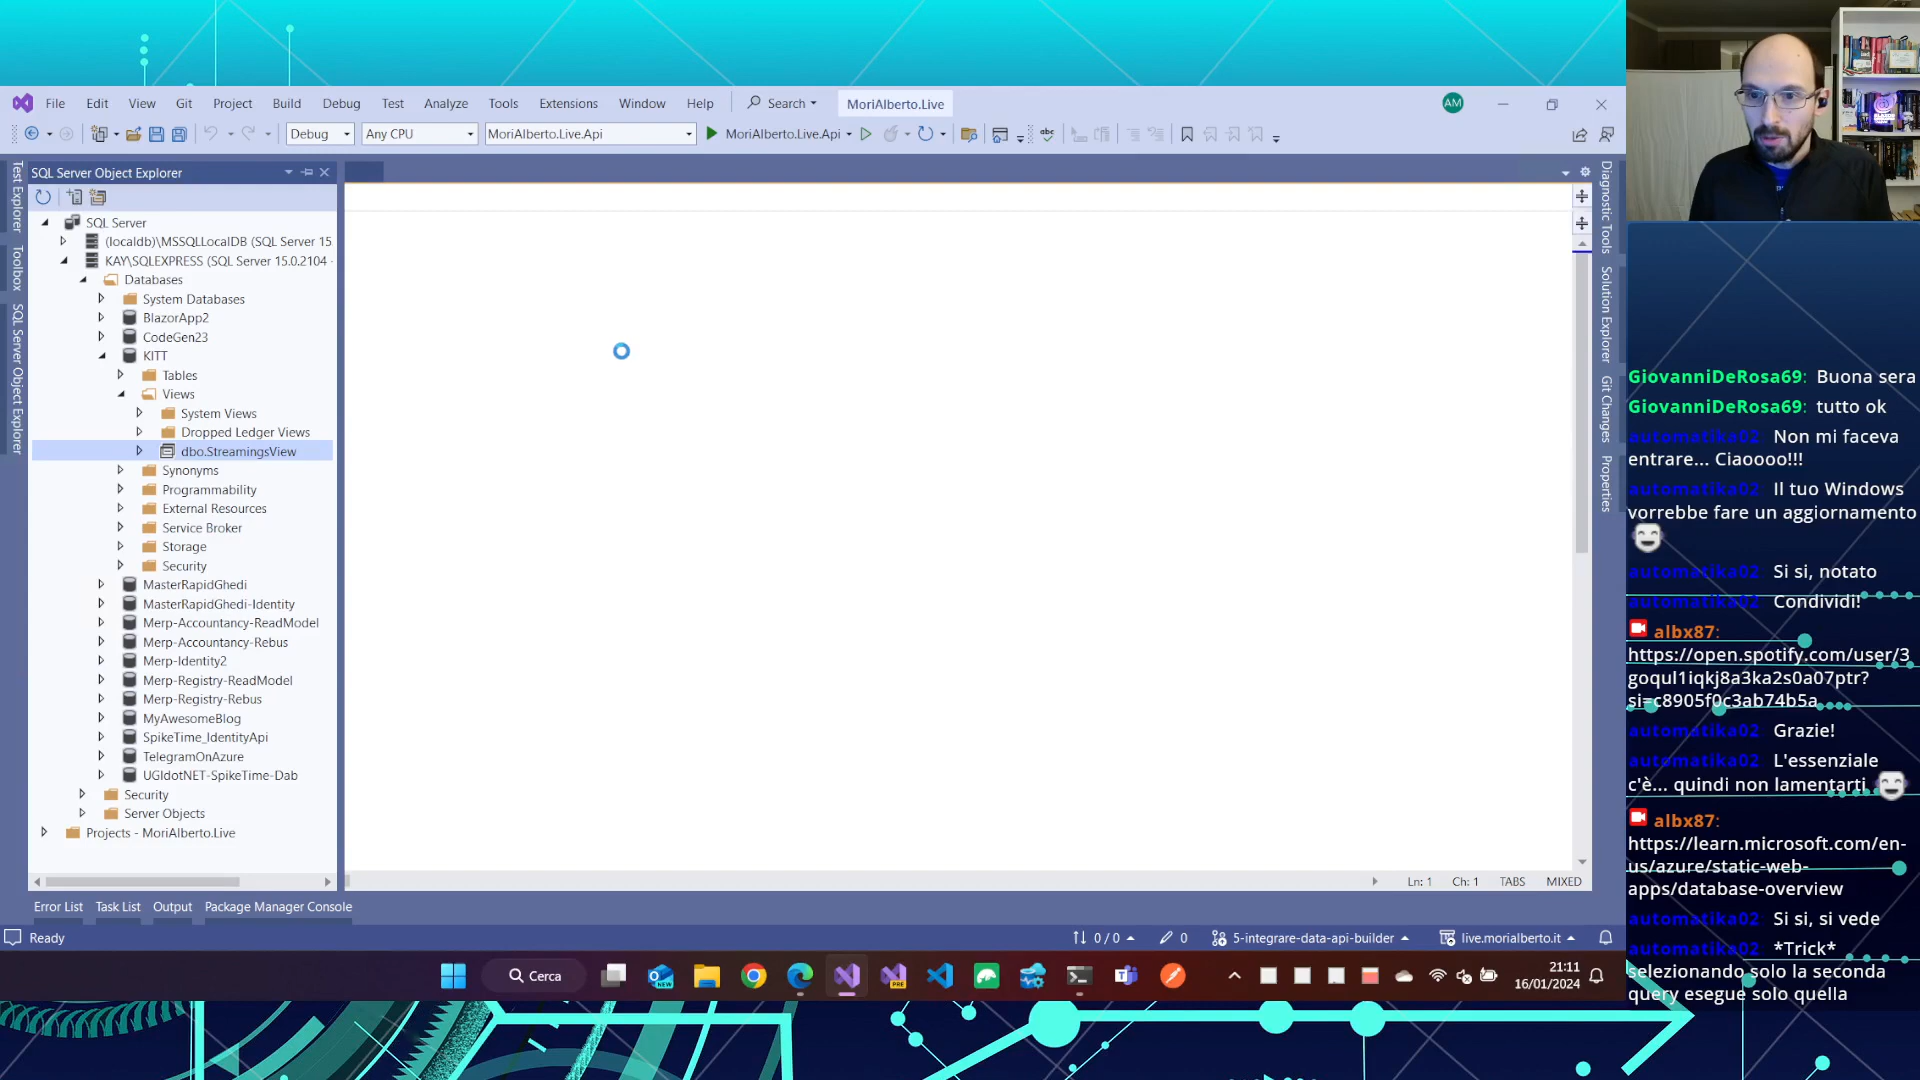 File Edit View Git Project Build Debug Test Analyze Tools Extensions Window Help Search MoriAlberto.Live AM
Debug Any CPU MoriAlberto.Live.Api MoriAlberto.Live.Api
SQL Server Object Explorer
Test Explorer
Toolbox
SQL Server Object Explorer
SQL Server
(localdb)\MSSQLLocalDB (SQL Server 15
KAY\SQLEXPRESS (SQL Server 15.0.2104 -
Databases
System Databases
BlazorApp2
CodeGen23
KITT
Tables
Views
System Views
Dropped Ledger Views
dbo.StreamingsView
Synonyms
Programmability
External Resources
Service Broker
Storage
Security
MasterRapidGhedi
MasterRapidGhedi-Identity
Merp-Accountancy-ReadModel
Merp-Accountancy-Rebus
Merp-Identity2
Merp-Registry-ReadModel
Merp-Registry-Rebus
MyAwesomeBlog
SpikeTime_IdentityApi
TelegramOnAzure
UGIdotNET-SpikeTime-Dab
Security
Server Objects
Projects - MoriAlberto.Live
Diagnostic Tools
Solution Explorer
Git Changes
Properties
Ln: 1 Ch: 1 TABS MIXED
Error List Task List Output Package Manager Console
Ready 0 / 0 0 5-integrare-data-api-builder live.morialberto.it
Cerca
21:11
16/01/2024
GiovanniDeRosa69: Buona sera
GiovanniDeRosa69: tutto ok
automatika02 Non mi faceva
entrare... Ciaoooo!!!
automatika02 Il tuo Windows
vorrebbe fare un aggiornamento
automatika02 Si si, notato
automatika02 Condividi!
albx87:
https://open.spotify.com/user/3
goqul1iqkj8a3ka2s0a07ptr?
si=c8905f0c3ab74b5a
automatika02 Grazie!
automatika02 L'essenziale
c'è... quindi non lamentarti
albx87:
https://learn.microsoft.com/en-
us/azure/static-web-
apps/database-overview
automatika02 Si si, si vede
automatika02 *Trick*
selezionando solo la seconda
query esegue solo quella